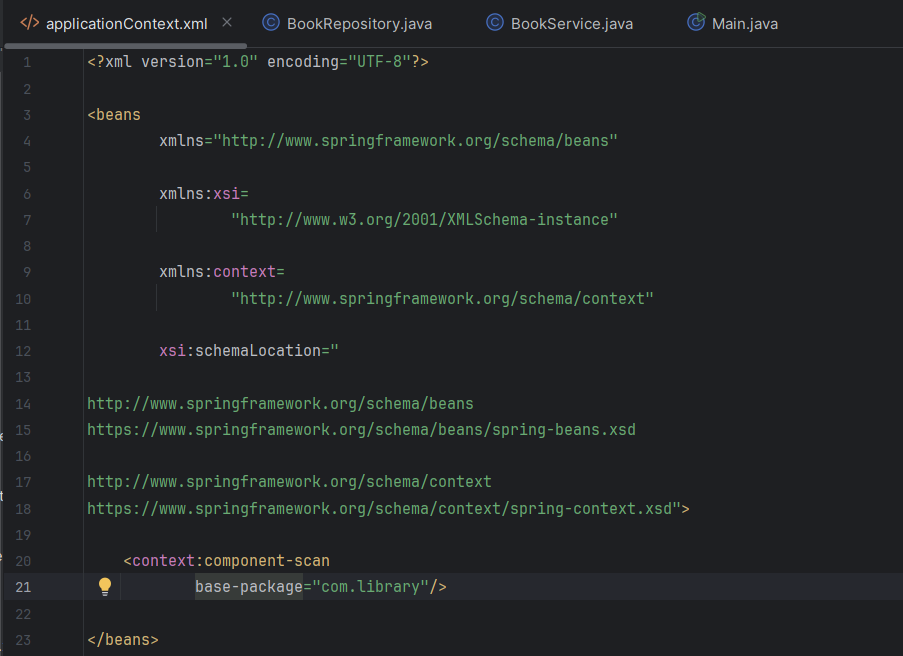 applicationContext.xml BookRepository.java BookService.java Main.java
1 <?xml version="1.0" encoding="UTF-8"?>
2
3 <beans
4 xmlns="http://www.springframework.org/schema/beans"
5
6 xmlns:xsi=
7 "http://www.w3.org/2001/XMLSchema-instance"
8
9 xmlns:context=
10 "http://www.springframework.org/schema/context"
11
12 xsi:schemaLocation="
13
14 http://www.springframework.org/schema/beans
15 https://www.springframework.org/schema/beans/spring-beans.xsd
16
17 http://www.springframework.org/schema/context
18 https://www.springframework.org/schema/context/spring-context.xsd">
19
20 <context:component-scan
21 base-package="com.library"/>
22
23 </beans>